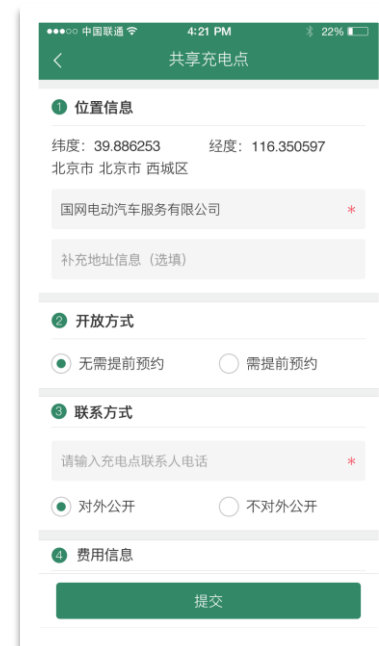 中国联通 4:21 PM 22%
共享充电点
1 位置信息
纬度：39.886253 经度：116.350597
北京市 北京市 西城区
国网电动汽车服务有限公司 *
补充地址信息（选填）
2 开放方式
无需提前预约 需提前预约
3 联系方式
请输入充电点联系人电话 *
对外公开 不对外公开
4 费用信息
提交